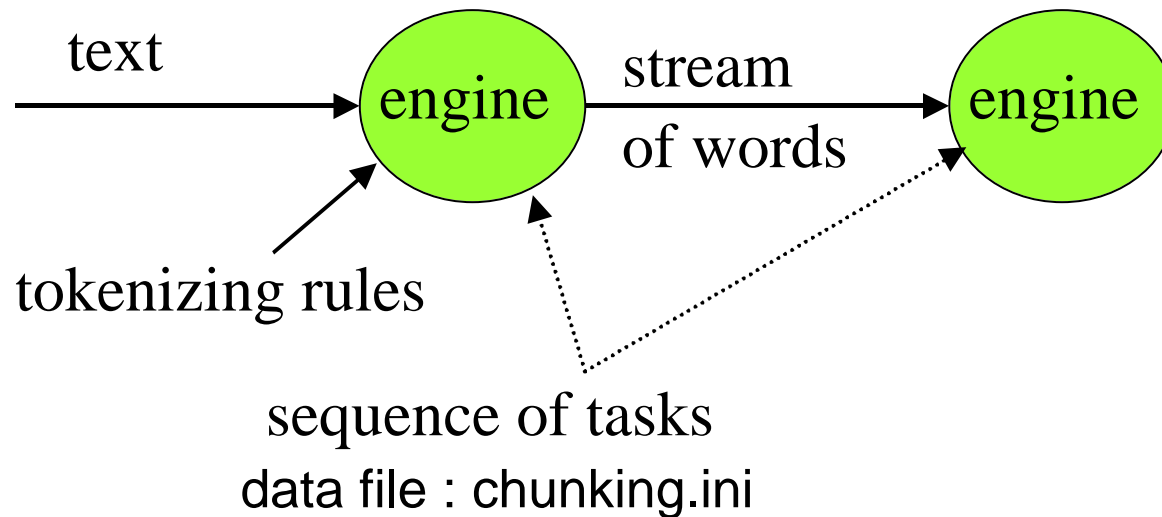 text
engine
stream
of words
engine
tokenizing rules
sequence of tasks
data file : chunking.ini